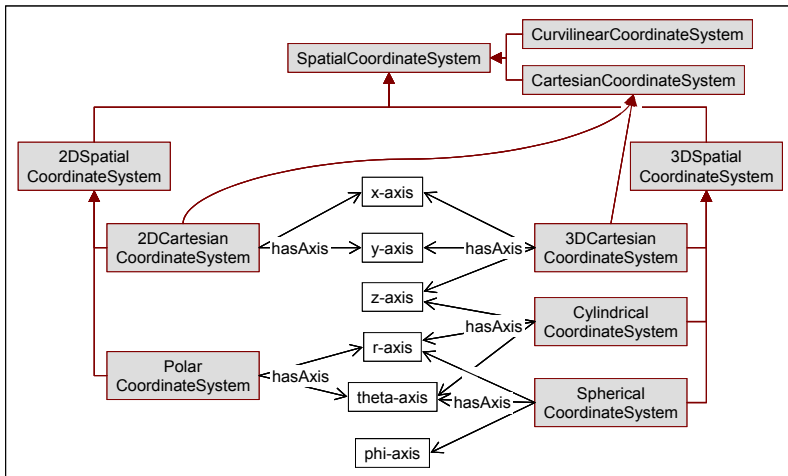 CurvilinearCoordinateSystem
SpatialCoordinateSystem
CartesianCoordinateSystem
2DSpatial
CoordinateSystem
3DSpatial
CoordinateSystem
x-axis
2DCartesian
CoordinateSystem
hasAxis
y-axis
hasAxis
3DCartesian
CoordinateSystem
z-axis
Cylindrical
CoordinateSystem
hasAxis
r-axis
Polar
CoordinateSystem
hasAxis
theta-axis
hasAxis
Spherical
CoordinateSystem
phi-axis